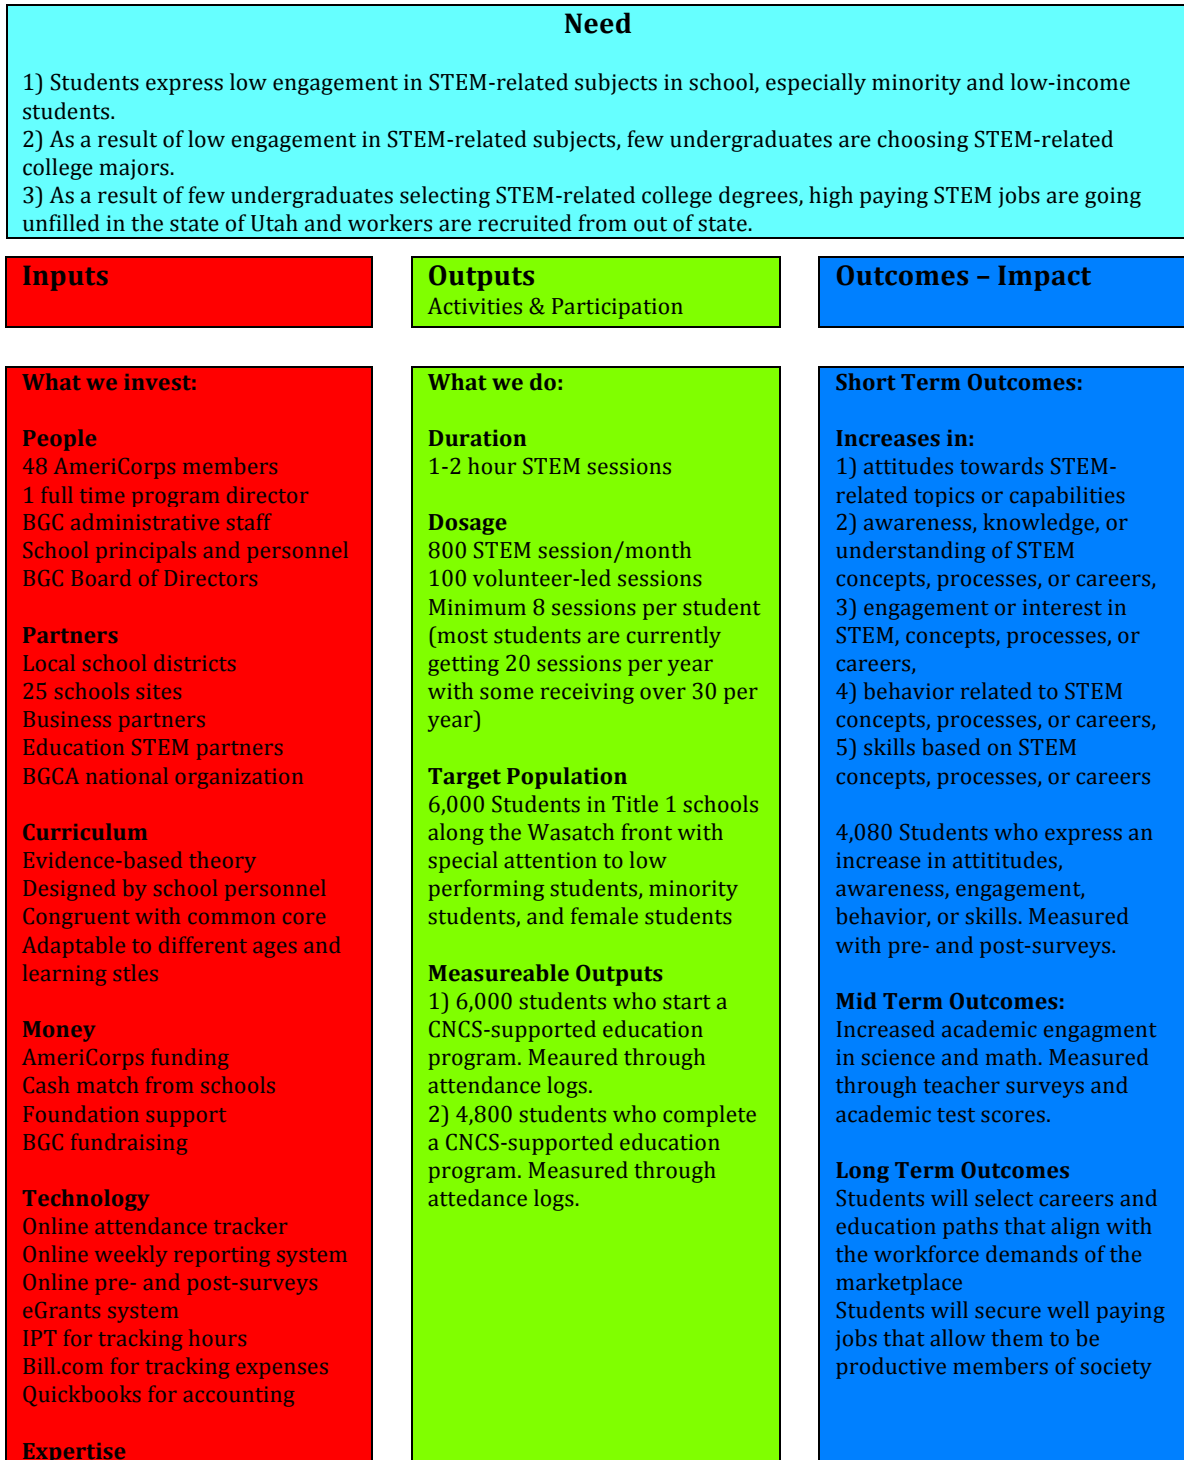 Need
1) Students express low engagement in STEM-related subjects in school, especially minority and low-income
students.
2) As a result of low engagement in STEM-related subjects, few undergraduates are choosing STEM-related
college majors.
3) As a result of few undergraduates selecting STEM-related college degrees, high paying STEM jobs are going
unfilled in the state of Utah and workers are recruited from out of state.
Inputs
Outputs
Activities & Participation
Outcomes – Impact
What we invest:
People
48 AmeriCorps members
1 full time program director
BGC administrative staff
School principals and personnel
BGC Board of Directors
Partners
Local school districts
25 schools sites
Business partners
Education STEM partners
BGCA national organization
Curriculum
Evidence-based theory
Designed by school personnel
Congruent with common core
Adaptable to different ages and
learning stles
Money
AmeriCorps funding
Cash match from schools
Foundation support
BGC fundraising
Technology
Online attendance tracker
Online weekly reporting system
Online pre- and post-surveys
eGrants system
IPT for tracking hours
Bill.com for tracking expenses
Quickbooks for accounting
Expertise
What we do:
Duration
1-2 hour STEM sessions
Dosage
800 STEM session/month
100 volunteer-led sessions
Minimum 8 sessions per student
(most students are currently
getting 20 sessions per year
with some receiving over 30 per
year)
Target Population
6,000 Students in Title 1 schools
along the Wasatch front with
special attention to low
performing students, minority
students, and female students
Measureable Outputs
1) 6,000 students who start a
CNCS-supported education
program. Meaured through
attendance logs.
2) 4,800 students who complete
a CNCS-supported education
program. Measured through
attedance logs.
Short Term Outcomes:
Increases in:
1) attitudes towards STEM-
related topics or capabilities
2) awareness, knowledge, or
understanding of STEM
concepts, processes, or careers,
3) engagement or interest in
STEM, concepts, processes, or
careers,
4) behavior related to STEM
concepts, processes, or careers,
5) skills based on STEM
concepts, processes, or careers
4,080 Students who express an
increase in attititudes,
awareness, engagement,
behavior, or skills. Measured
with pre- and post-surveys.
Mid Term Outcomes:
Increased academic engagment
in science and math. Measured
through teacher surveys and
academic test scores.
Long Term Outcomes
Students will select careers and
education paths that align with
the workforce demands of the
marketplace
Students will secure well paying
jobs that allow them to be
productive members of society